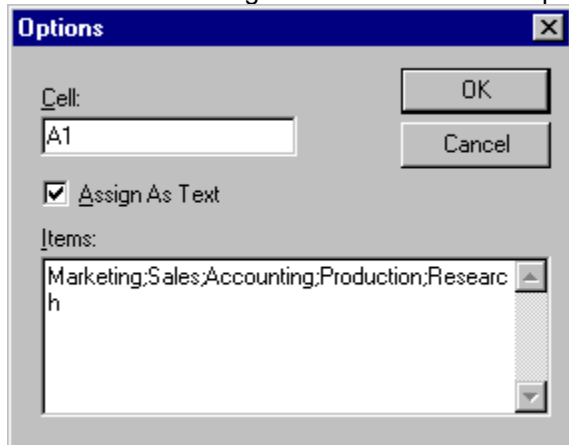 Options
Cell:
OK
A1
Cancel
Assign As Text
Items:
Marketing;Sales;Accounting;Production;Researc
h